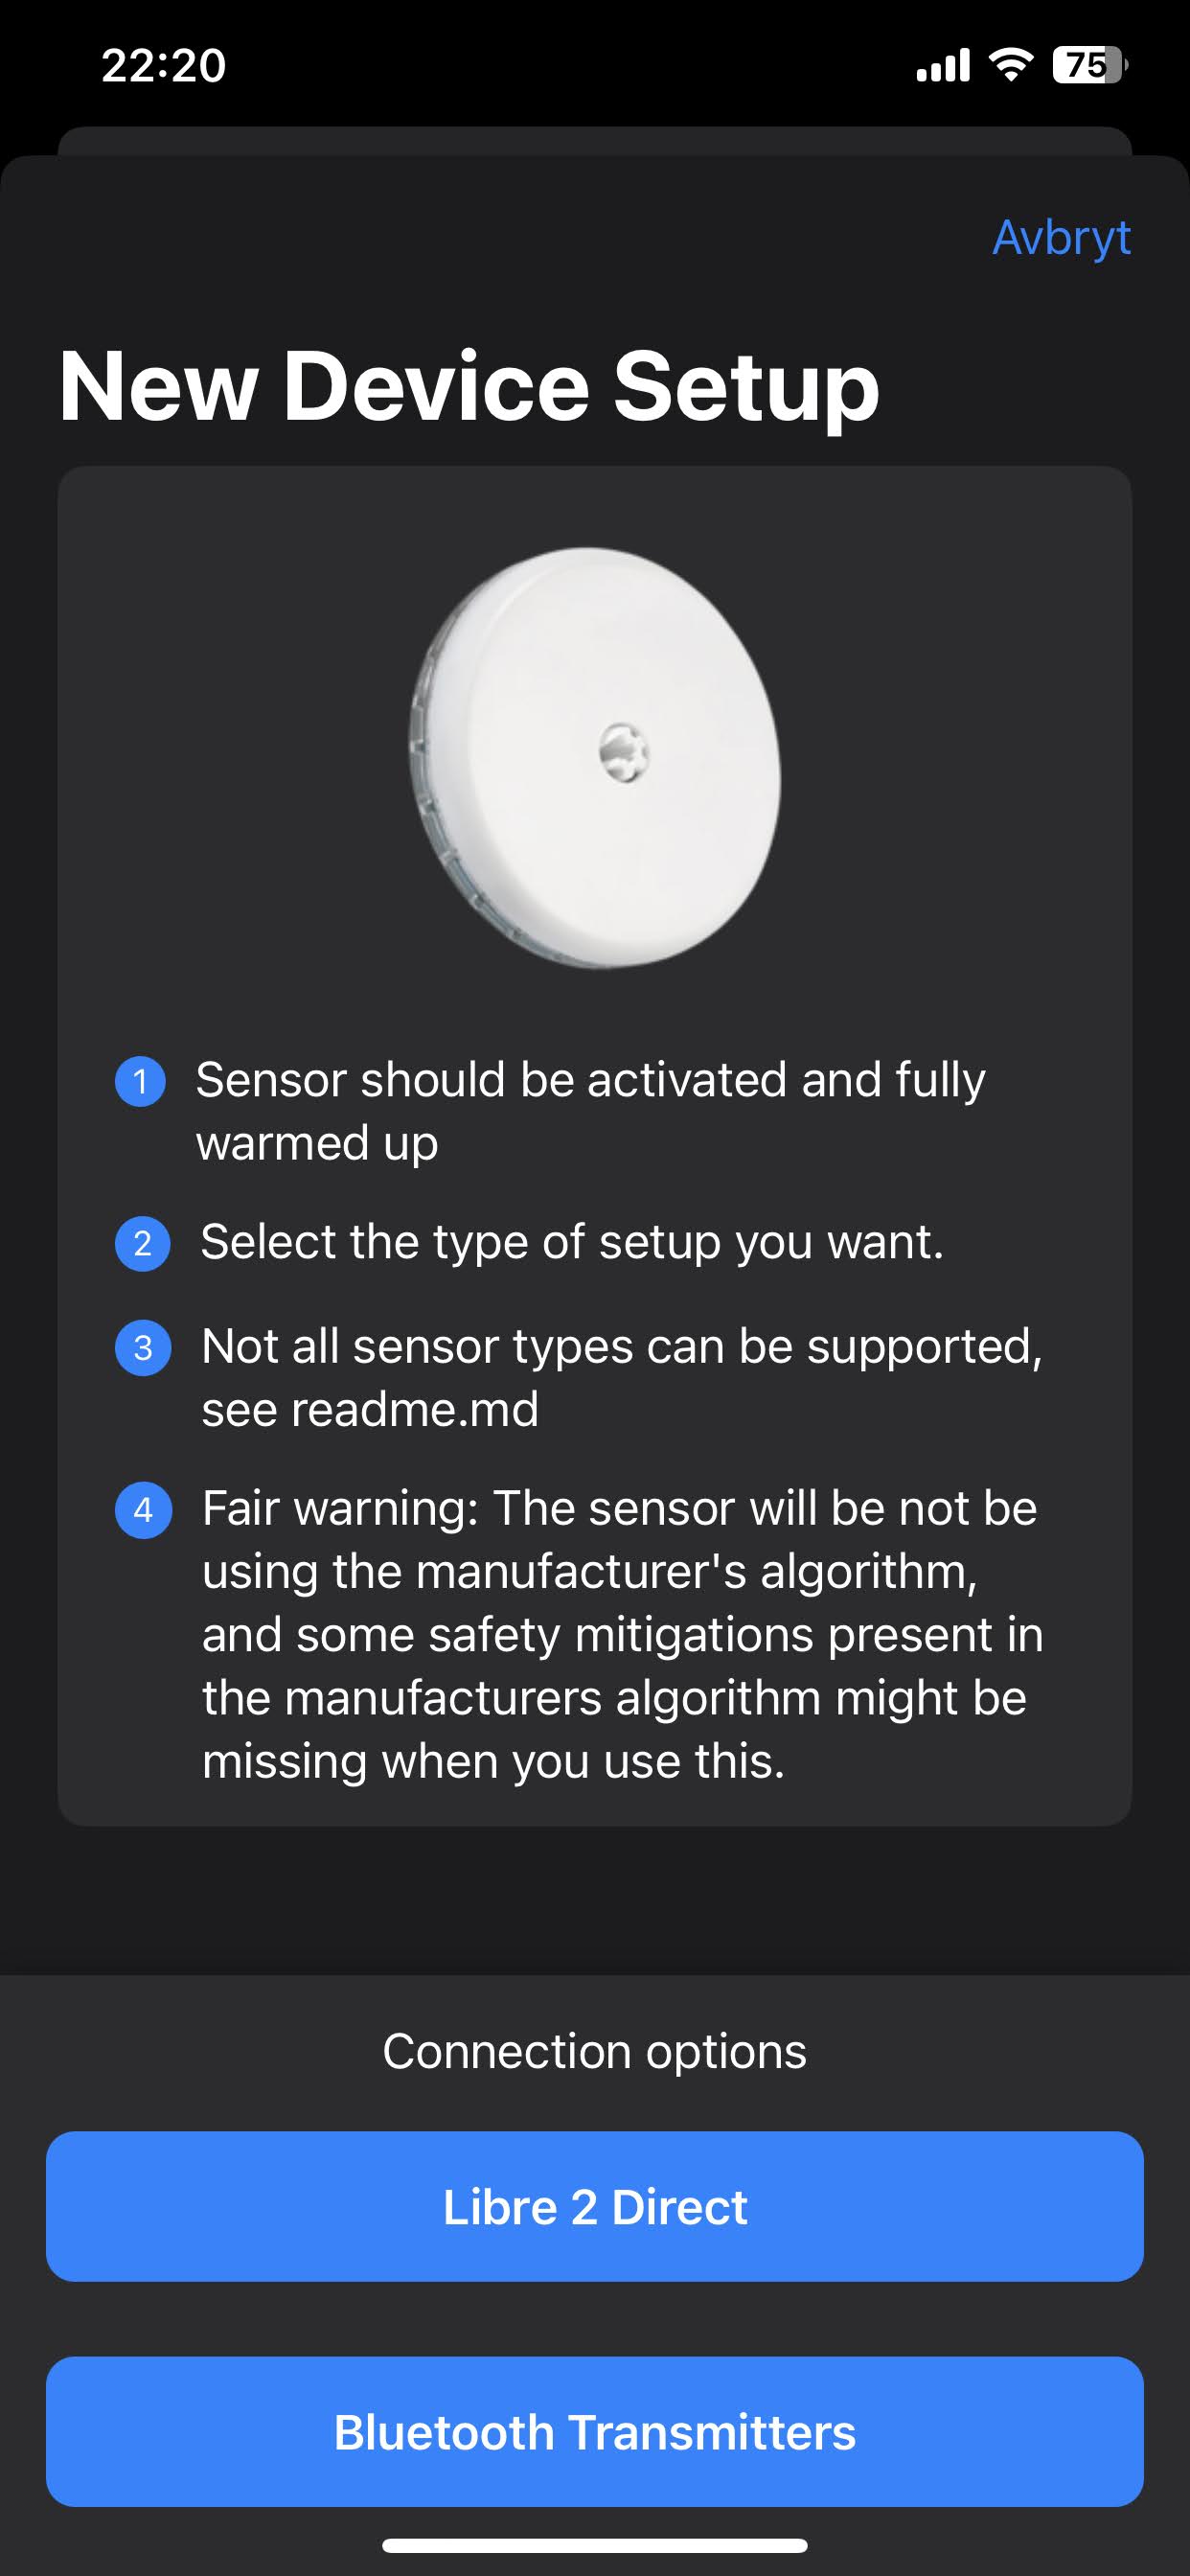 22:20
75
Avbryt
New Device Setup
1 Sensor should be activated and fully
warmed up
2 Select the type of setup you want.
3 Not all sensor types can be supported,
see readme.md
4 Fair warning: The sensor will be not be
using the manufacturer's algorithm,
and some safety mitigations present in
the manufacturers algorithm might be
missing when you use this.
Connection options
Libre 2 Direct
Bluetooth Transmitters